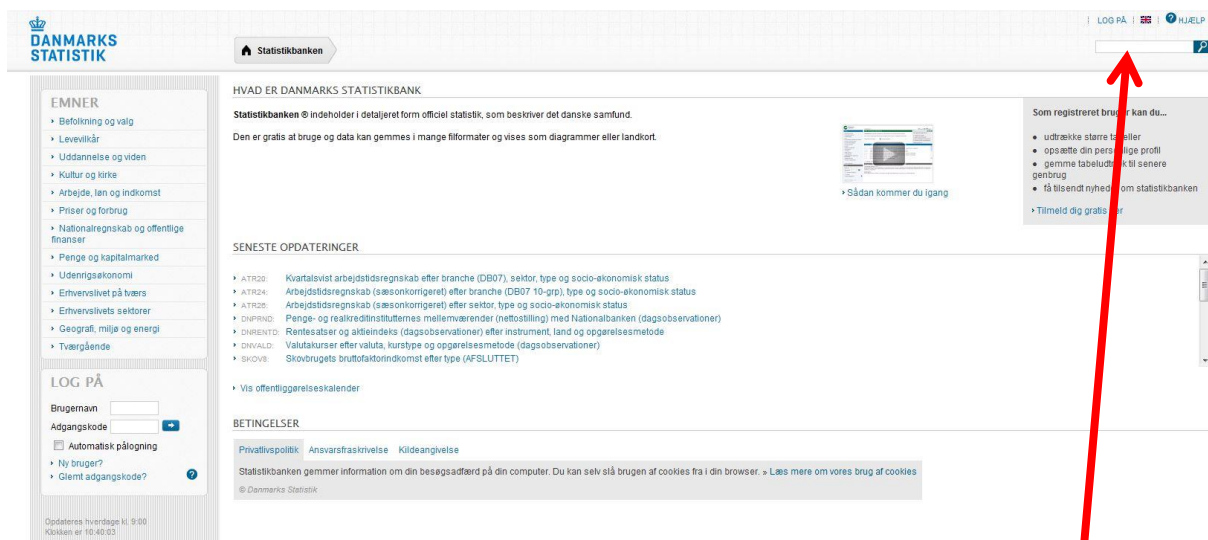 LOG PÅ
HJÆLP
DANMARKS
STATISTIK
Statistikbanken
EMNER
Befolkning og valg
Levevilkår
Uddannelse og viden
Kultur og kirke
Arbejde, løn og indkomst
Priser og forbrug
Nationalregnskab og offentlige
finanser
Penge og kapitalmarked
Udenrigsøkonomi
Erhvervslivet på tværs
Erhvervslivets sektorer
Geografi, miljø og energi
Tværgående
LOG PÅ
Brugernavn
Adgangskode
Automatisk pålogning
Ny bruger?
Glemt adgangskode?
Opdateres hverdage kl. 9:00
Klokken er 10:40:03
HVAD ER DANMARKS STATISTIKBANK
Statistikbanken ® indeholder i detaljeret form officiel statistik, som beskriver det danske samfund.
Den er gratis at bruge og data kan gemmes i mange filformater og vises som diagrammer eller landkort.
Sådan kommer du igang
Som registreret bruger kan du...
udtrække større tabeller
opsætte din personlige profil
gemme tabeludtræk til senere
genbrug
få tilsendt nyheder om statistikbanken
Tilmeld dig gratis her
SENESTE OPDATERINGER
ATR20: Kvartalsvist arbejdstidsregnskab efter branche (DB07), sektor, type og socio-økonomisk status
ATR24: Arbejdstidsregnskab (sæsonkorrigeret) efter branche (DB07 10-grp), type og socio-økonomisk status
ATR26: Arbejdstidsregnskab (sæsonkorrigeret) efter sektor, type og socio-økonomisk status
DNPRND: Penge- og realkreditinstitutternes mellemværender (nettostilling) med Nationalbanken (dagsobservationer)
DNRENTD: Rentesatser og aktieindeks (dagsobservationer) efter instrument, land og opgørelsesmetode
DNVALD: Valutakurser efter valuta, kurstype og opgørelsesmetode (dagsobservationer)
SKOV8: Skovbrugets bruttofaktorindkomst efter type (AFSLUTTET)
Vis offentliggørelseskalender
BETINGELSER
Privatlivspolitik Ansvarsfraskrivelse Kildeangivelse
Statistikbanken gemmer information om din besøgsadfærd på din computer. Du kan selv slå brugen af cookies fra i din browser. » Læs mere om vores brug af cookies
© Danmarks Statistik